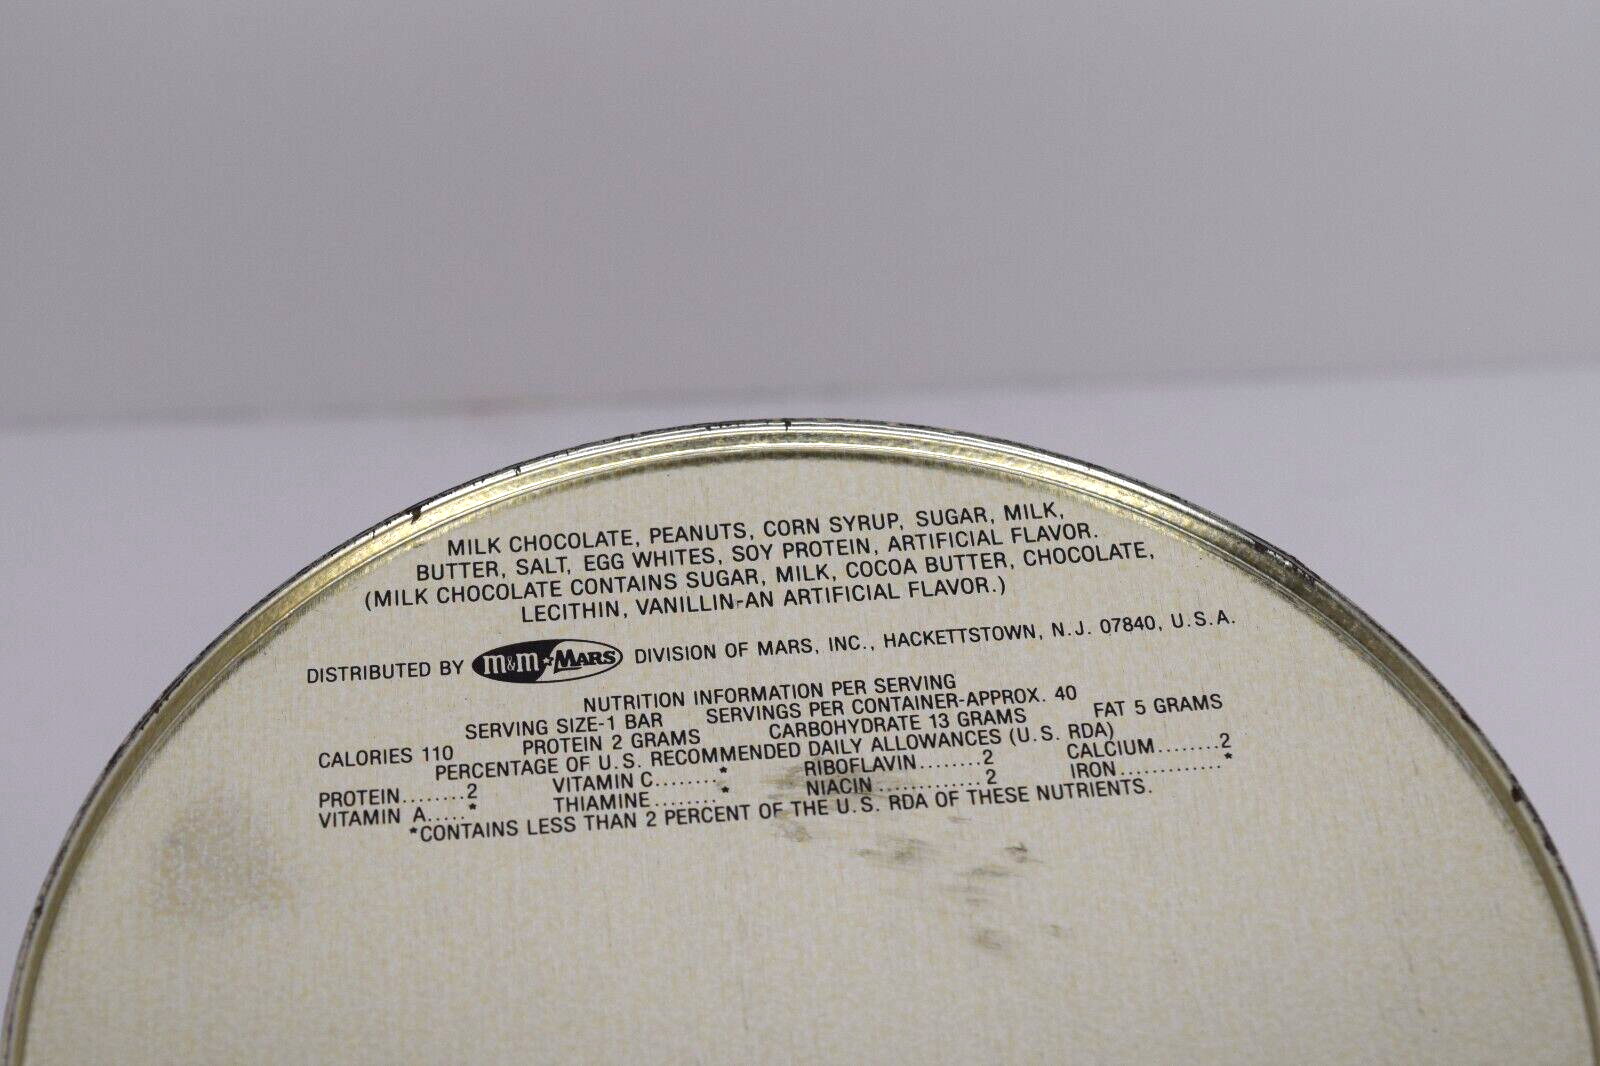 MILK CHOCOLATE, PEANUTS, CORN SYRUP, SUGAR, MILK,
BUTTER, SALT, EGG WHITES, SOY PROTEIN, ARTIFICIAL FLAVOR.
(MILK CHOCOLATE CONTAINS SUGAR, MILK, COCOA BUTTER, CHOCOLATE,
LECITHIN, VANILLIN-AN ARTIFICIAL FLAVOR.)
DISTRIBUTED BY m&m MARS DIVISION OF MARS, INC., HACKETTSTOWN, N.J. 07840, U.S.A.
NUTRITION INFORMATION PER SERVING
SERVING SIZE-1 BAR SERVINGS PER CONTAINER-APPROX. 40
CALORIES 110 PROTEIN 2 GRAMS CARBOHYDRATE 13 GRAMS FAT 5 GRAMS
PERCENTAGE OF U.S. RECOMMENDED DAILY ALLOWANCES (U.S. RDA)
PROTEIN........2 VITAMIN C........* RIBOFLAVIN........2 CALCIUM........2
VITAMIN A.....* THIAMINE........* NIACIN.............2 IRON.............*
*CONTAINS LESS THAN 2 PERCENT OF THE U.S. RDA OF THESE NUTRIENTS.